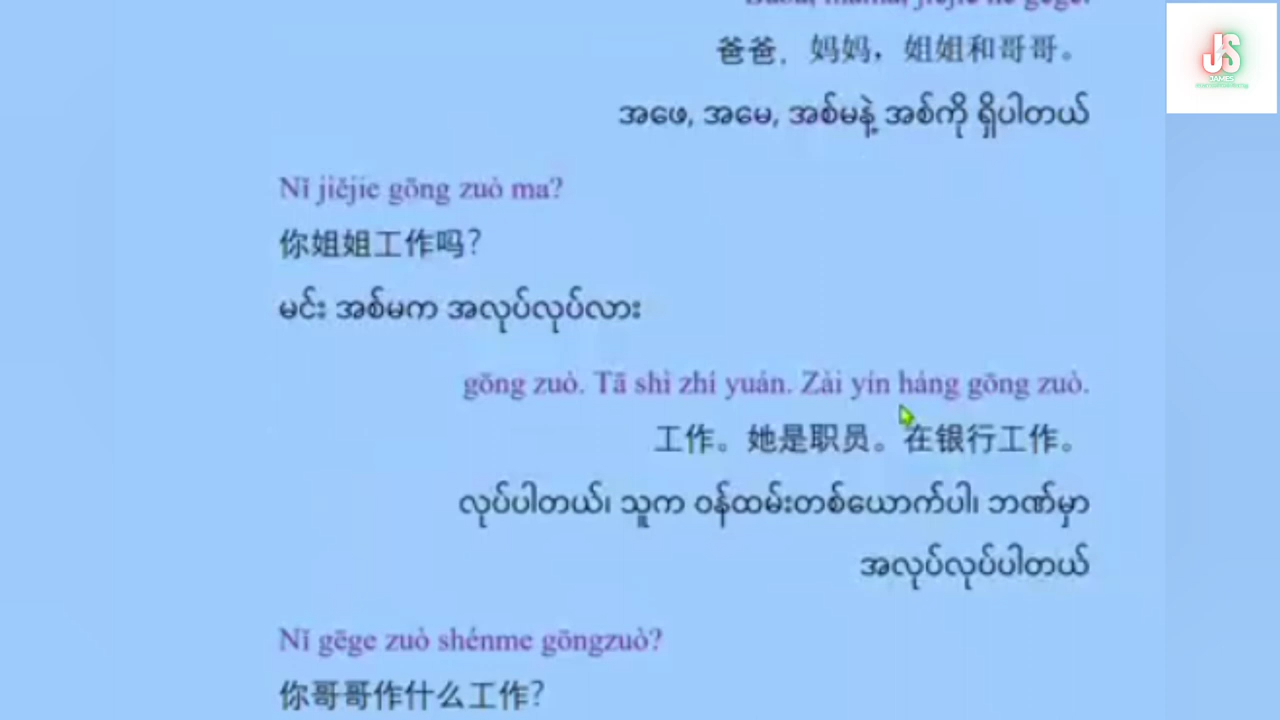 爸爸，妈妈，姐姐和哥哥。
အဖေ, အမေ, အစ်မနဲ့ အစ်ကို ရှိပါတယ်
Nǐ jiějie gōng zuò ma?
你姐姐工作吗？
မင်း အစ်မက အလုပ်လုပ်လား
gōng zuò. Tā shì zhí yuán. Zài yín háng gōng zuò.
工作。她是职员。在银行工作。
လုပ်ပါတယ်၊ သူက ဝန်ထမ်းတစ်ယောက်ပါ၊ ဘဏ်မှာ
အလုပ်လုပ်ပါတယ်
Nǐ gēge zuò shénme gōngzuò?
你哥哥作什么工作？
JS
JAMES